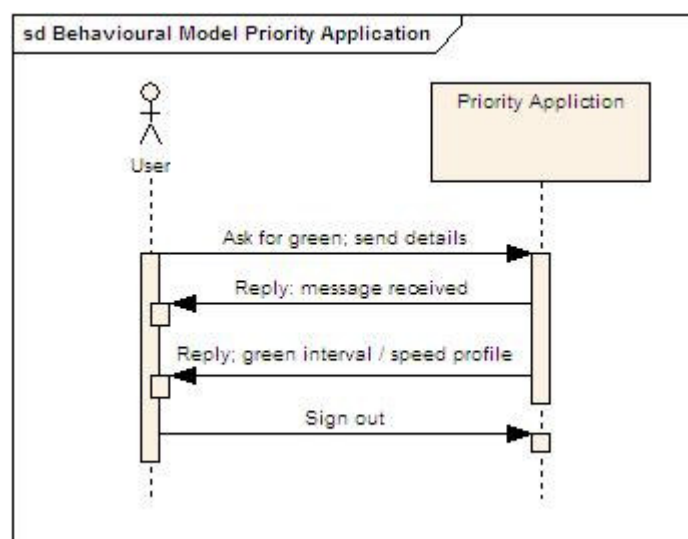 sd Behavioural Model Priority Application
User
Priority Appliction
Ask for green; send details
Reply: message received
Reply; green interval / speed profile
Sign out